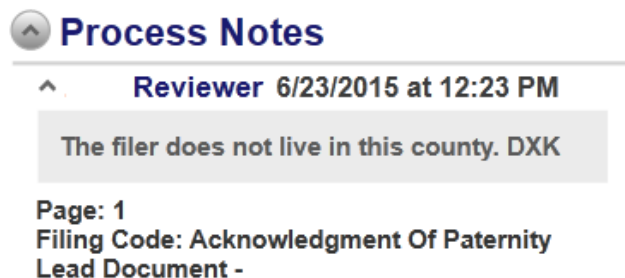 Process Notes
Reviewer 6/23/2015 at 12:23 PM
The filer does not live in this county. DXK
Page: 1
Filing Code: Acknowledgment Of Paternity
Lead Document -